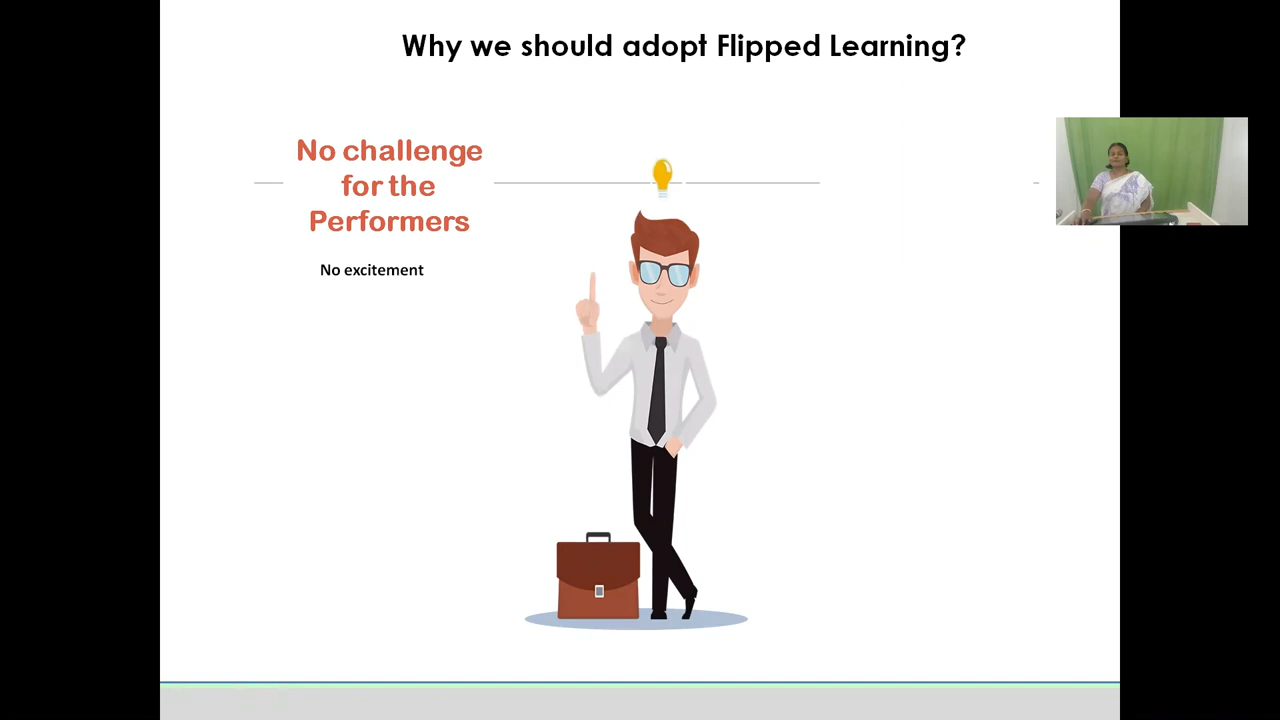 Why we should adopt Flipped Learning?
No challenge
for the
Performers
No excitement